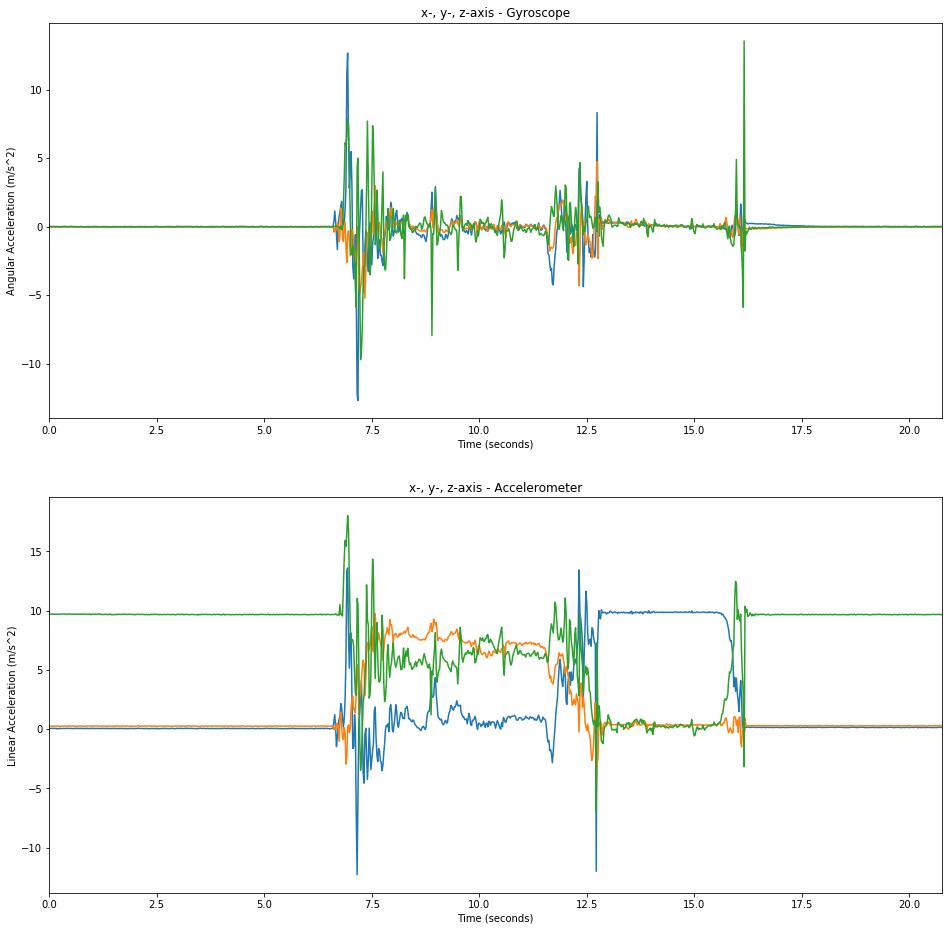 x-, y-, z-axis - Gyroscope
Angular Acceleration (m/s^2)
10
5
0
−5
−10
0.0 2.5 5.0 7.5 10.0 12.5 15.0 17.5 20.0
Time (seconds)
x-, y-, z-axis - Accelerometer
Linear Acceleration (m/s^2)
15
10
5
0
−5
−10
0.0 2.5 5.0 7.5 10.0 12.5 15.0 17.5 20.0
Time (seconds)